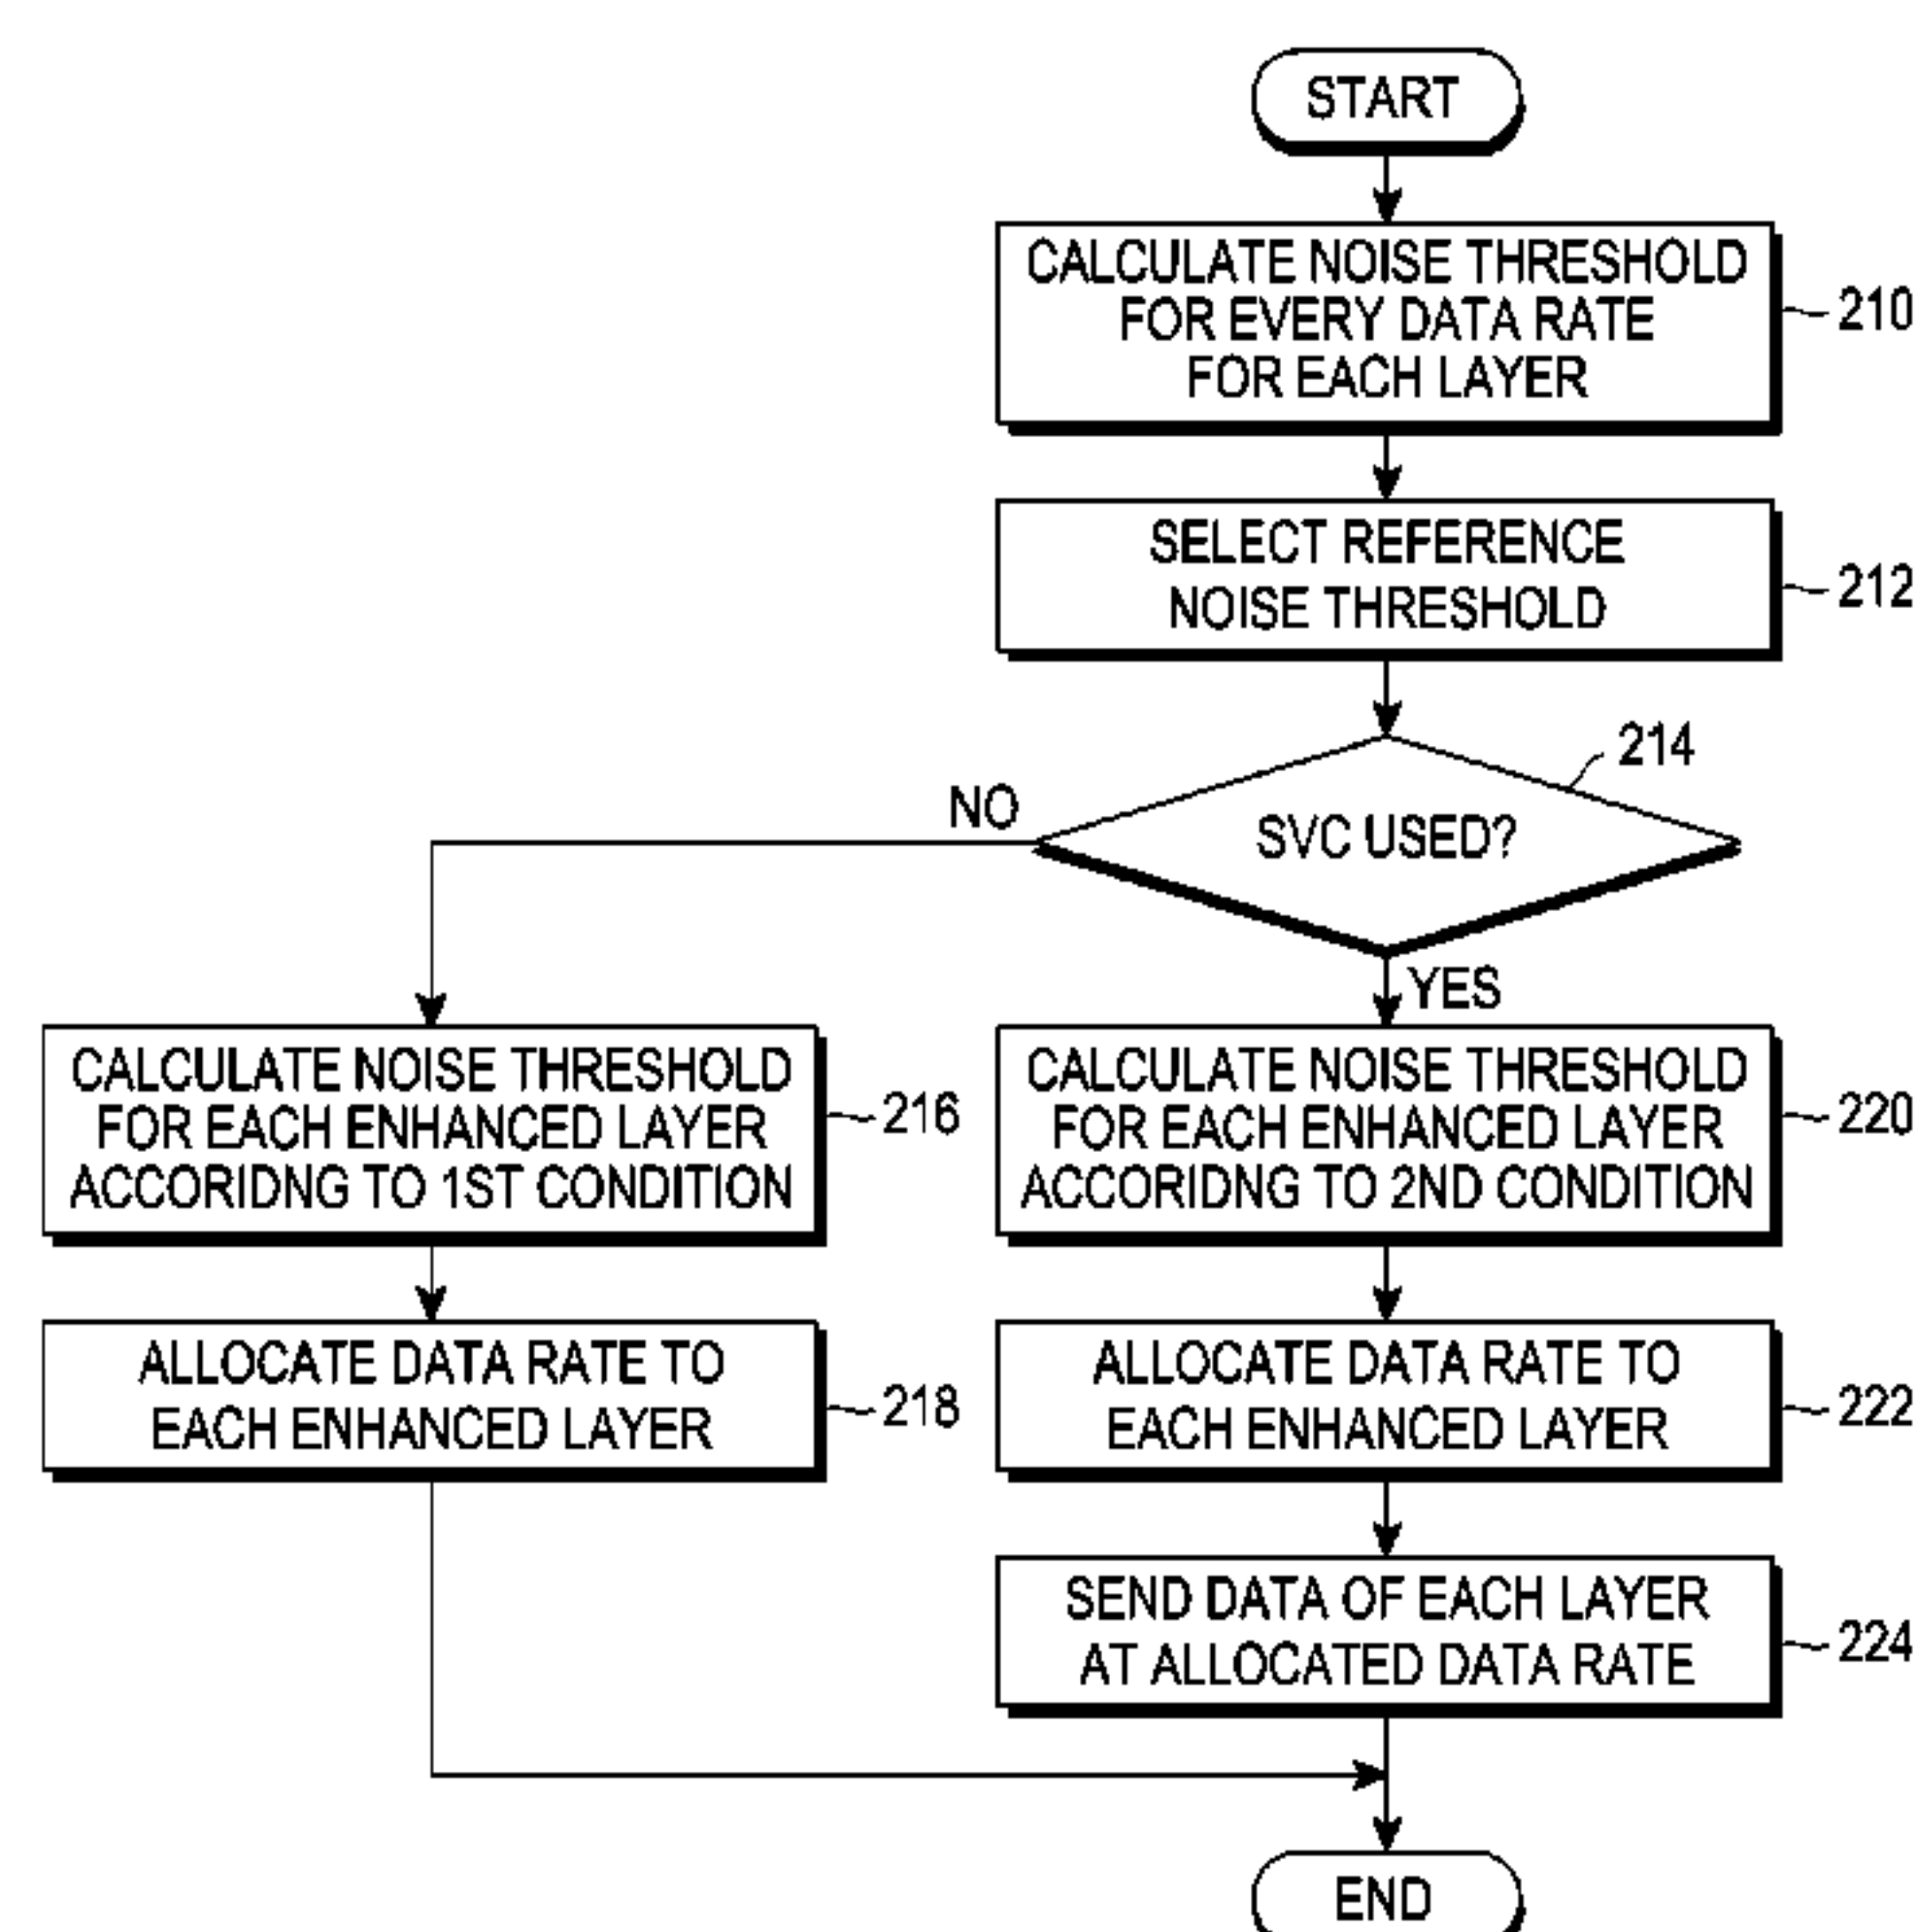 START
CALCULATE NOISE THRESHOLD
FOR EVERY DATA RATE
FOR EACH LAYER
210
SELECT REFERENCE
NOISE THRESHOLD
212
214
SVC USED?
NO
YES
CALCULATE NOISE THRESHOLD
FOR EACH ENHANCED LAYER
ACCORIDNG TO 1ST CONDITION
216
CALCULATE NOISE THRESHOLD
FOR EACH ENHANCED LAYER
ACCORIDNG TO 2ND CONDITION
220
ALLOCATE DATA RATE TO
EACH ENHANCED LAYER
218
ALLOCATE DATA RATE TO
EACH ENHANCED LAYER
222
SEND DATA OF EACH LAYER
AT ALLOCATED DATA RATE
224
END